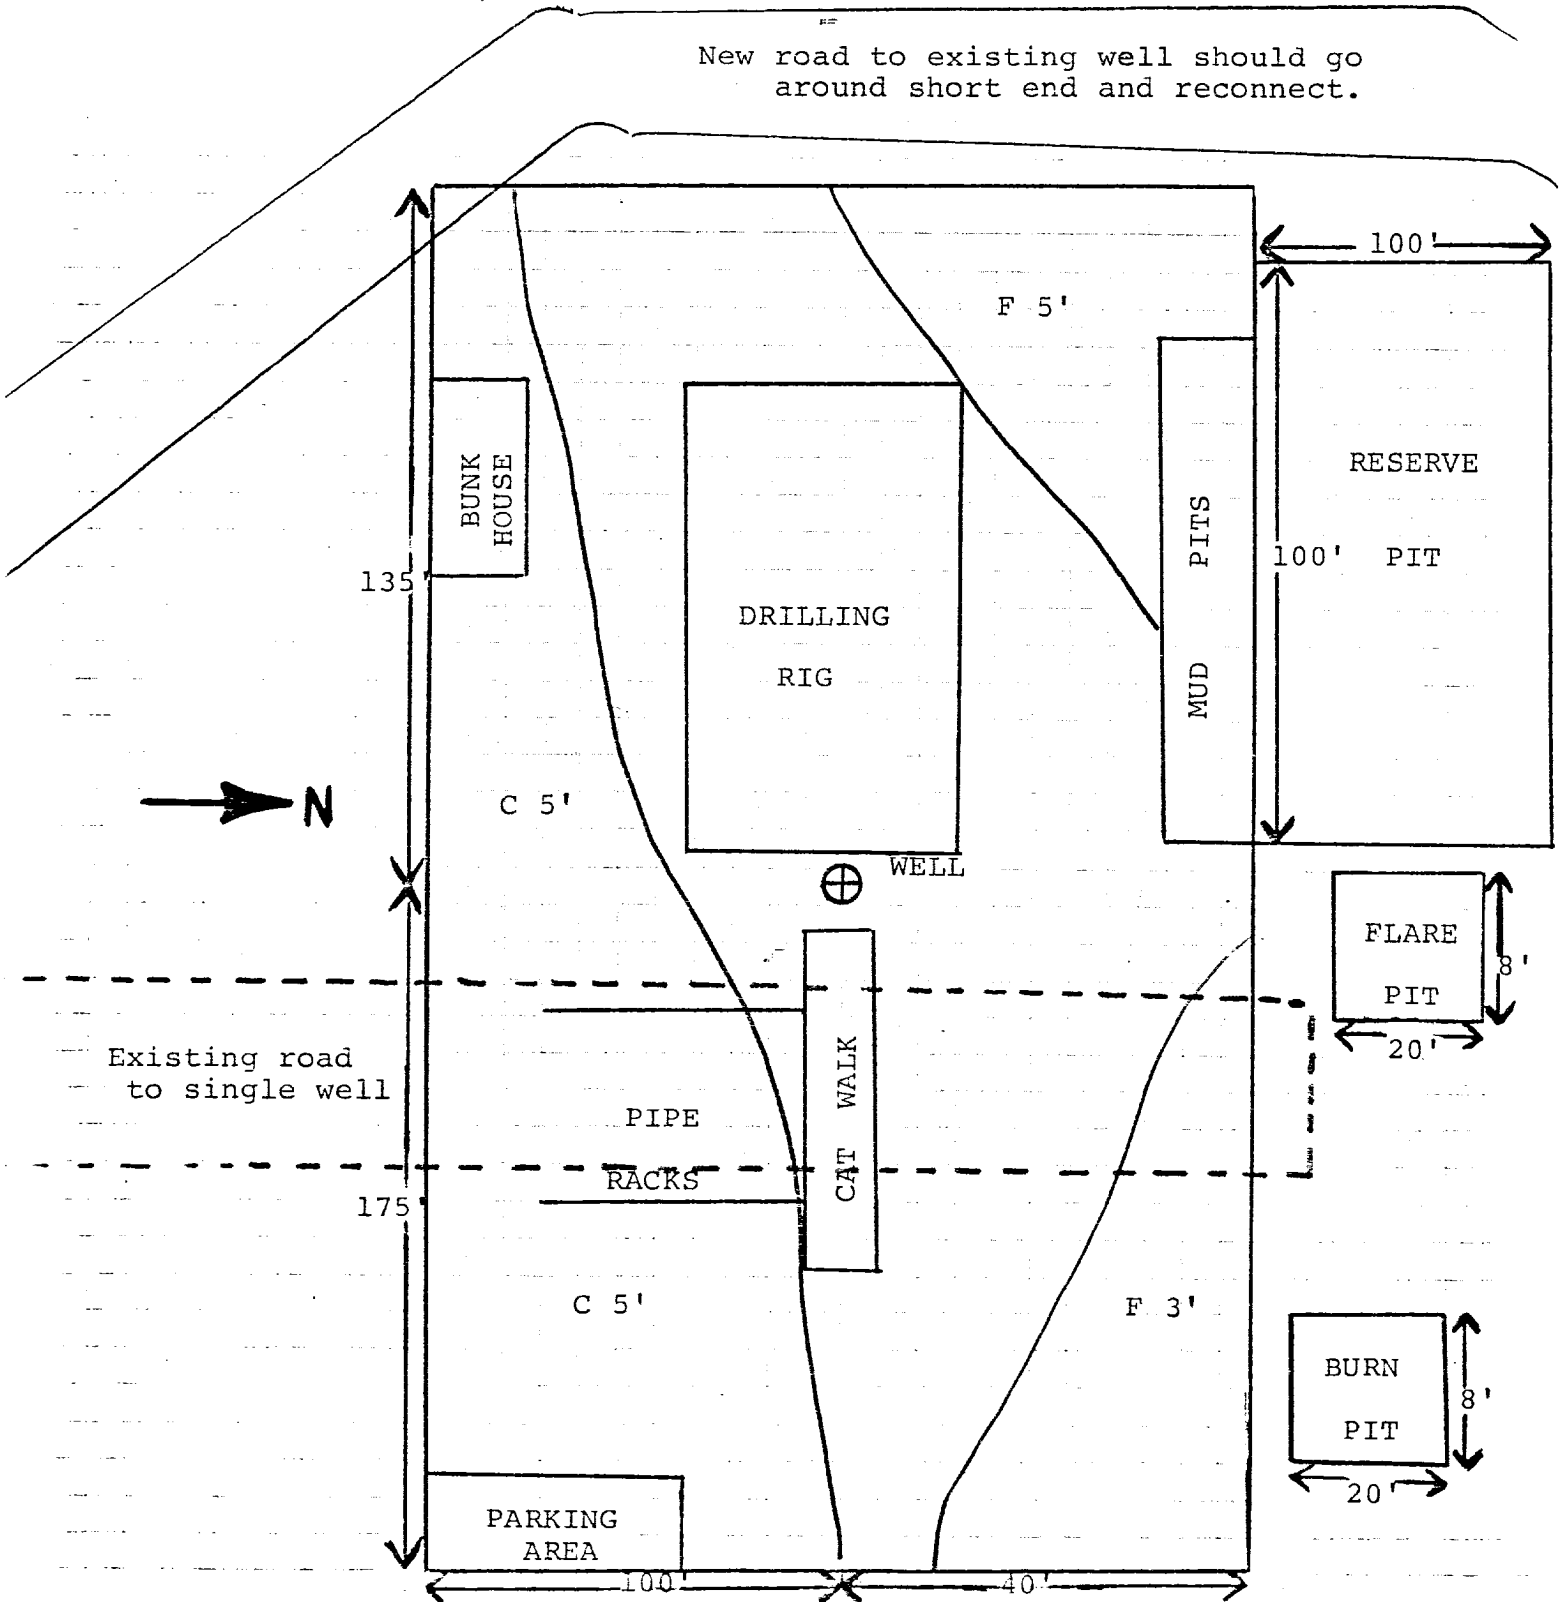 New road to existing well should go
around short end and reconnect.
100'
F 5'
BUNK
HOUSE
RESERVE
PIT
100'
MUD PITS
135'
DRILLING
RIG
N
C 5'
WELL
FLARE
PIT
8'
20'
Existing road
to single well
PIPE
RACKS
CAT WALK
175'
C 5'
F 3'
BURN
PIT
8'
20'
PARKING
AREA
100'
40'